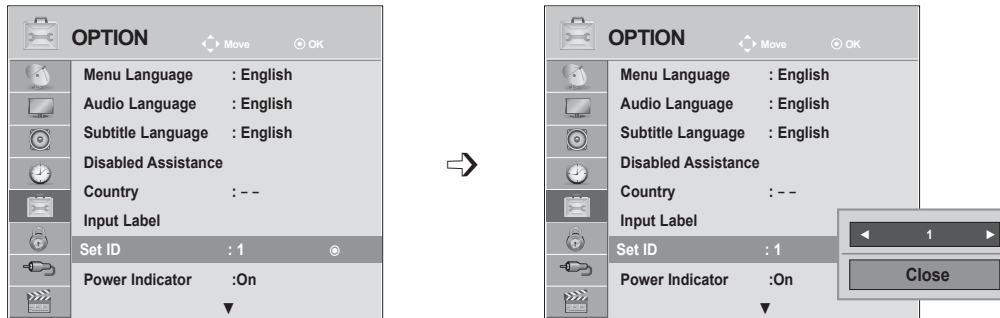 OPTION
Move
OK
Menu Language : English
Audio Language : English
Subtitle Language : English
Disabled Assistance
Country : – –
Input Label
Set ID : 1
Power Indicator :On
OPTION
Move
OK
Menu Language : English
Audio Language : English
Subtitle Language : English
Disabled Assistance
Country : – –
Input Label
Set ID : 1
Power Indicator :On
1
Close